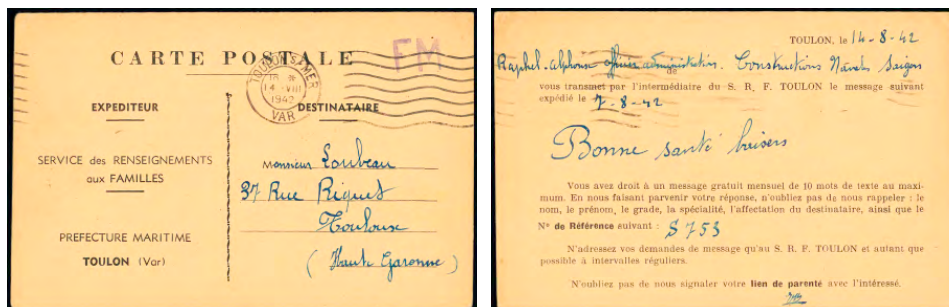 CARTE POSTALE
FM
TOULON S MER
18 H
14 VIII
1942
VAR
EXPEDITEUR
DESTINATAIRE
SERVICE des RENSEIGNEMENTS
aux FAMILLES
PREFECTURE MARITIME
TOULON (Var)
Monsieur Loubeau
37 Rue Riquet
Toulouse
(Haute Garonne)
TOULON, le 14-8-42
Raphel-alphonse officier administration. Constructions Navales Saigon
de
vous transmet par l'intermédiaire du S. R. F. TOULON le message suivant
expédié le 7-8-42
Bonne santé baisers
Vous avez droit à un message gratuit mensuel de 10 mots de texte au maxi-
mum. En nous faisant parvenir votre réponse, n'oubliez pas de nous rappeler : le
nom, le prénom, le grade, la spécialité, l'affectation du destinataire, ainsi que le
N° de Référence suivant : S 753
N'adressez vos demandes de message qu'au S. R. F. TOULON et autant que
possible à intervalles réguliers.
N'oubliez pas de nous signaler votre lien de parenté avec l'intéressé.